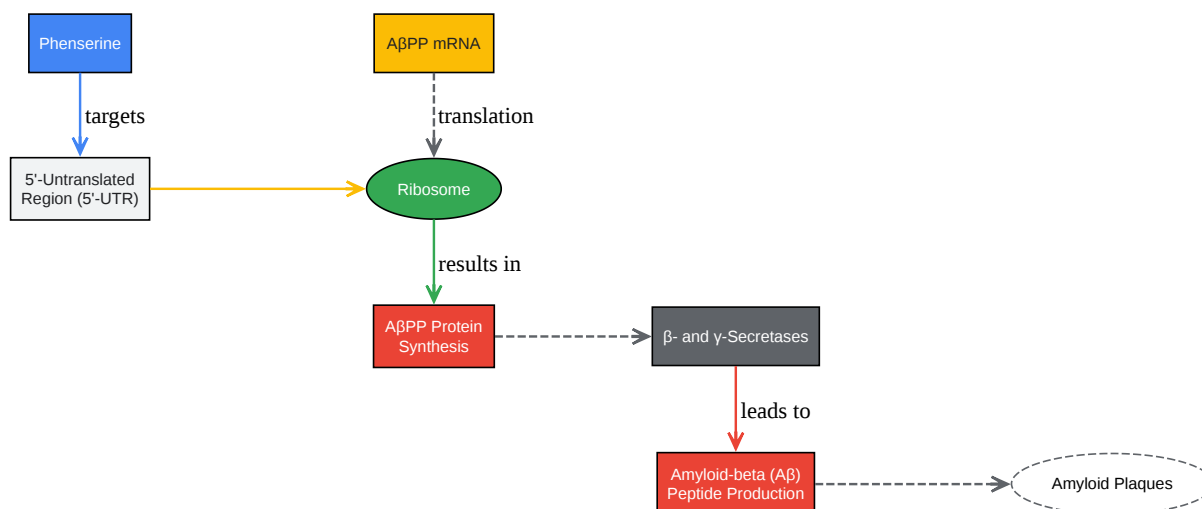 Phenserine
AβPP mRNA
targets
translation
5'-Untranslated
Region (5'-UTR)
Ribosome
results in
AβPP Protein
Synthesis
β- and γ-Secretases
leads to
Amyloid-beta (Aβ)
Peptide Production
Amyloid Plaques